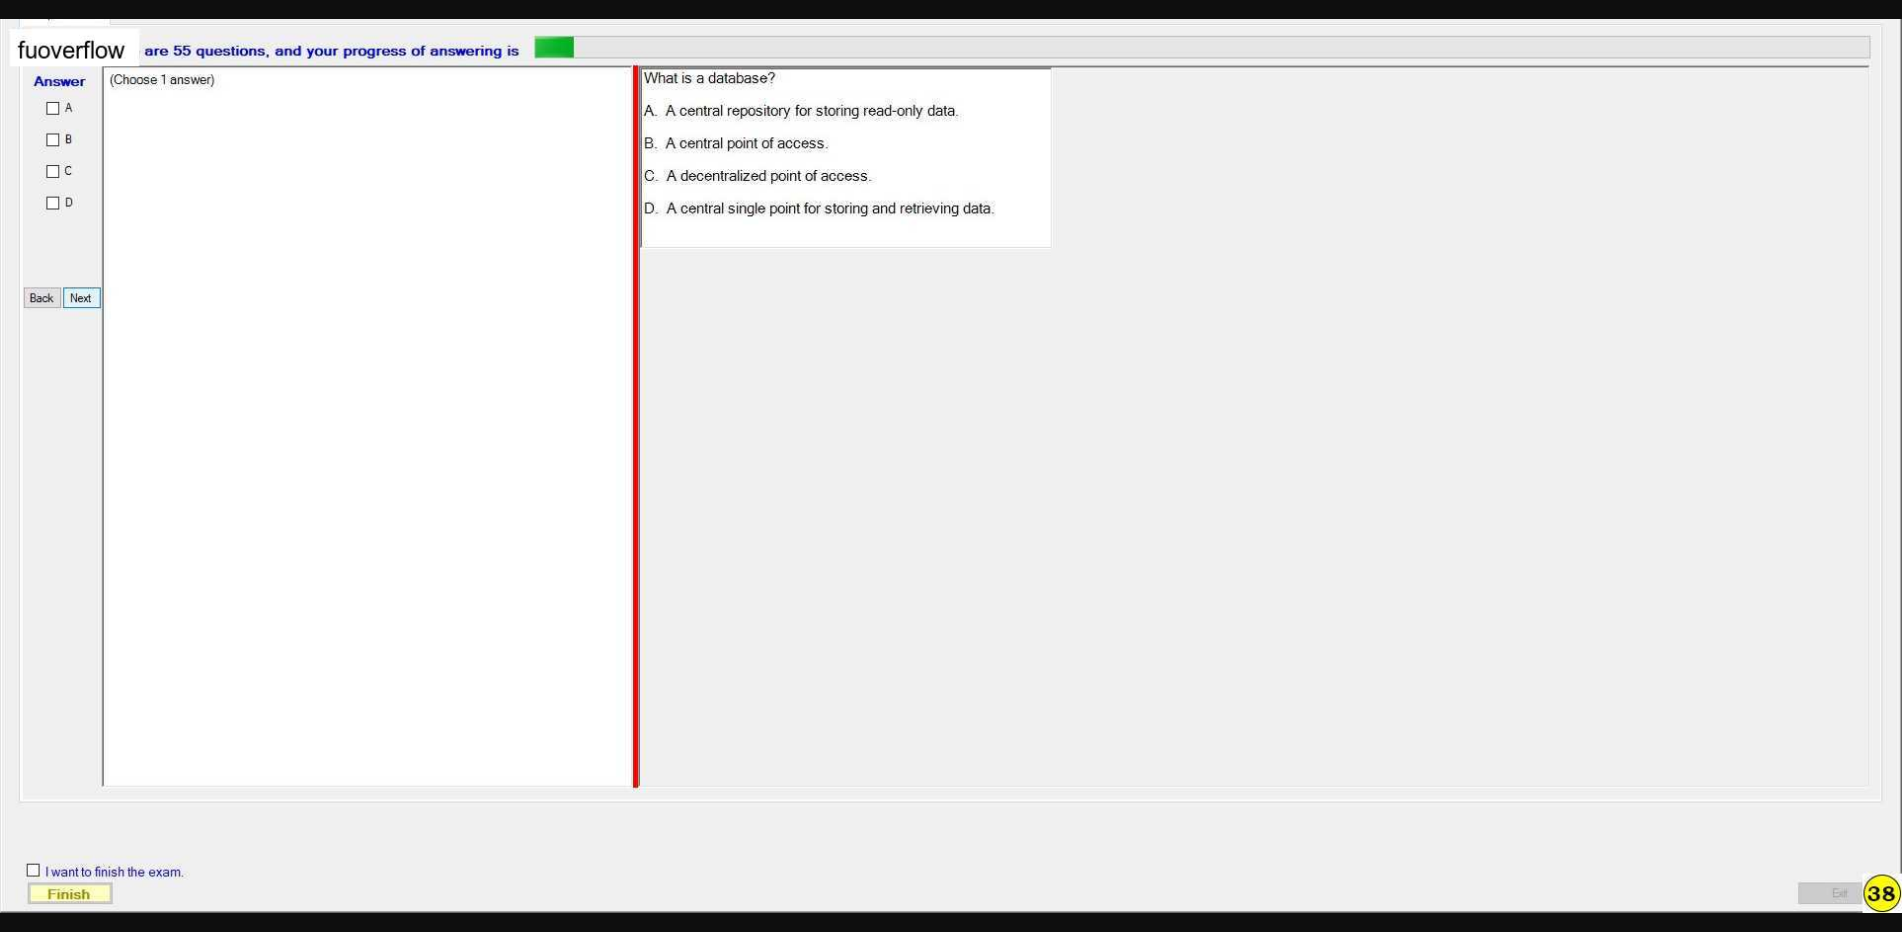 fuoverflow are 55 questions, and your progress of answering is
Answer
(Choose 1 answer)
A
B
C
D
Back Next
What is a database?
A. A central repository for storing read-only data.
B. A central point of access.
C. A decentralized point of access.
D. A central single point for storing and retrieving data.
I want to finish the exam.
Finish
Exit
38